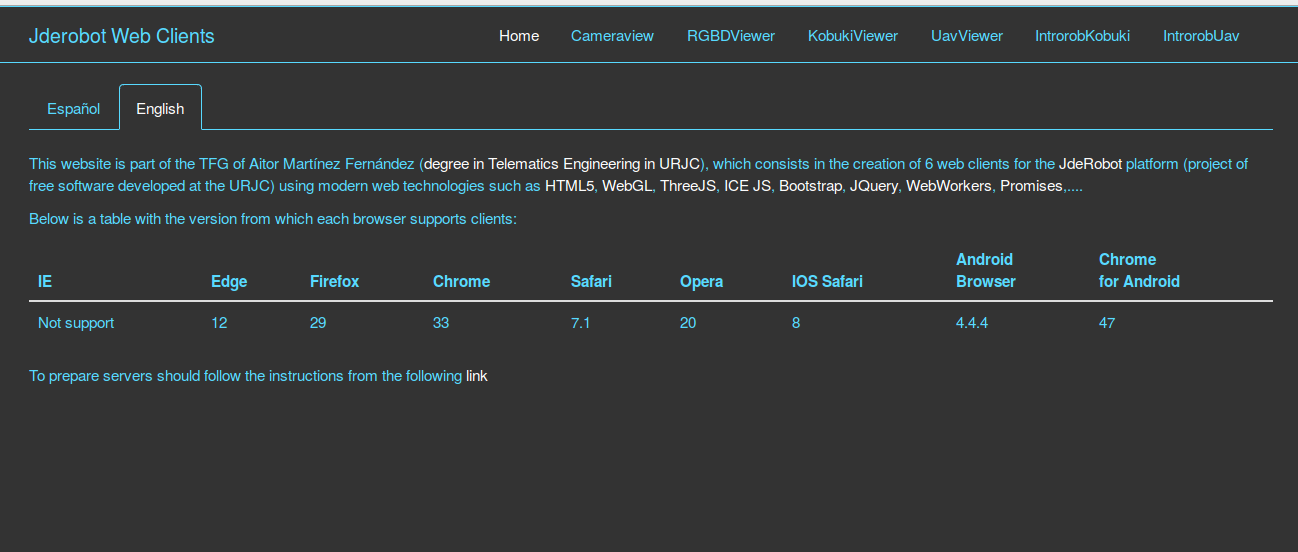 Jderobot Web Clients Home Cameraview RGBDViewer KobukiViewer UavViewer IntrorobKobuki IntrorobUav
Español English
This website is part of the TFG of Aitor Martínez Fernández (degree in Telematics Engineering in URJC), which consists in the creation of 6 web clients for the JdeRobot platform (project of
free software developed at the URJC) using modern web technologies such as HTML5, WebGL, ThreeJS, ICE JS, Bootstrap, JQuery, WebWorkers, Promises,....
Below is a table with the version from which each browser supports clients:
IE Edge Firefox Chrome Safari Opera IOS Safari Android Browser Chrome for Android
Not support 12 29 33 7.1 20 8 4.4.4 47
To prepare servers should follow the instructions from the following link